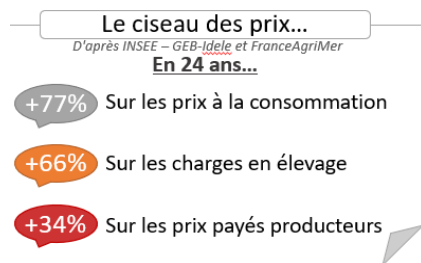 Le ciseau des prix...
D'après INSEE – GEB-Idele et FranceAgriMer
En 24 ans...
+77% Sur les prix à la consommation
+66% Sur les charges en élevage
+34% Sur les prix payés producteurs